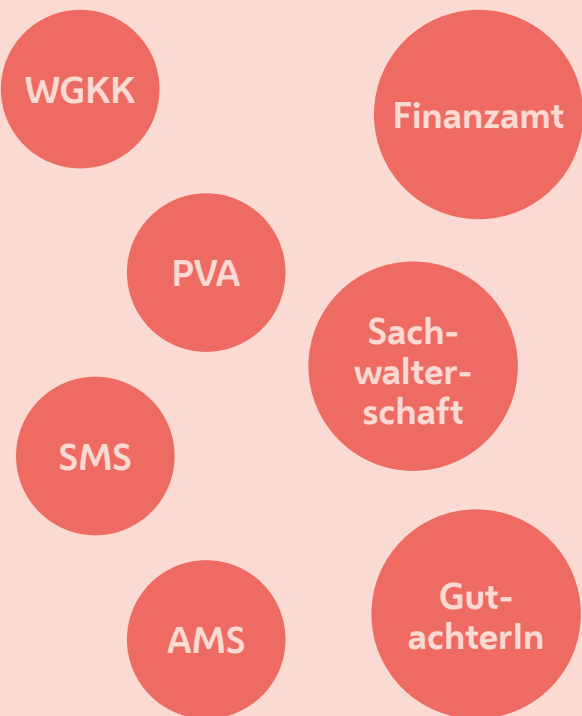 WGKK
Finanzamt
PVA
Sach-
walter-
schaft
SMS
Gut-
achterIn
AMS